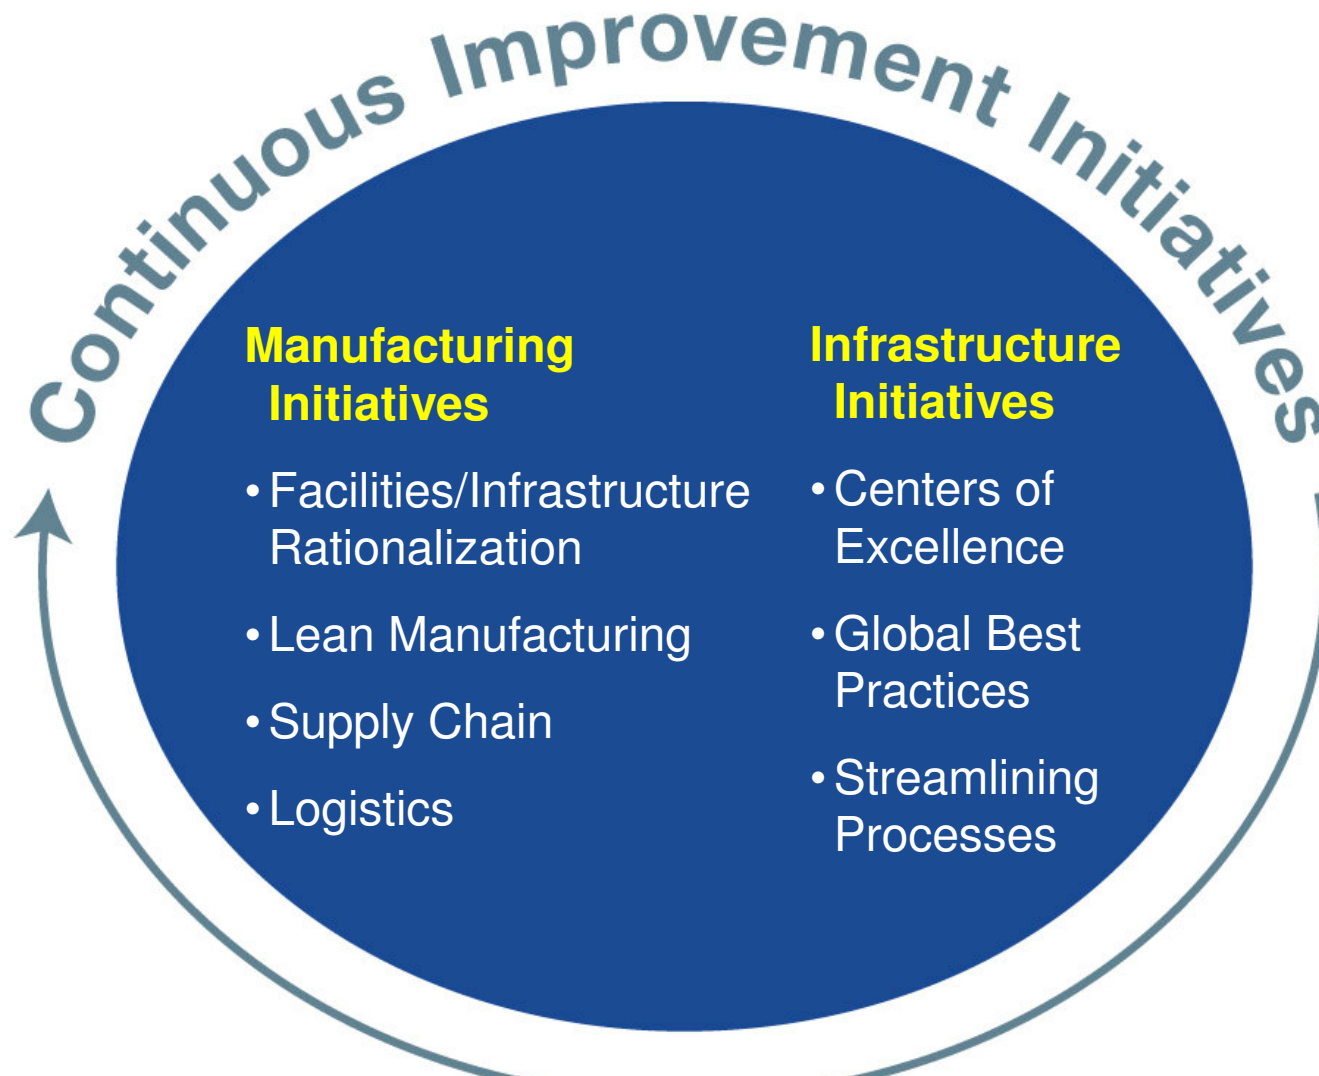 Continuous Improvement Initiatives
Manufacturing
Initiatives
• Facilities/Infrastructure
Rationalization
• Lean Manufacturing
• Supply Chain
• Logistics
Infrastructure
Initiatives
• Centers of
Excellence
• Global Best
Practices
• Streamlining
Processes